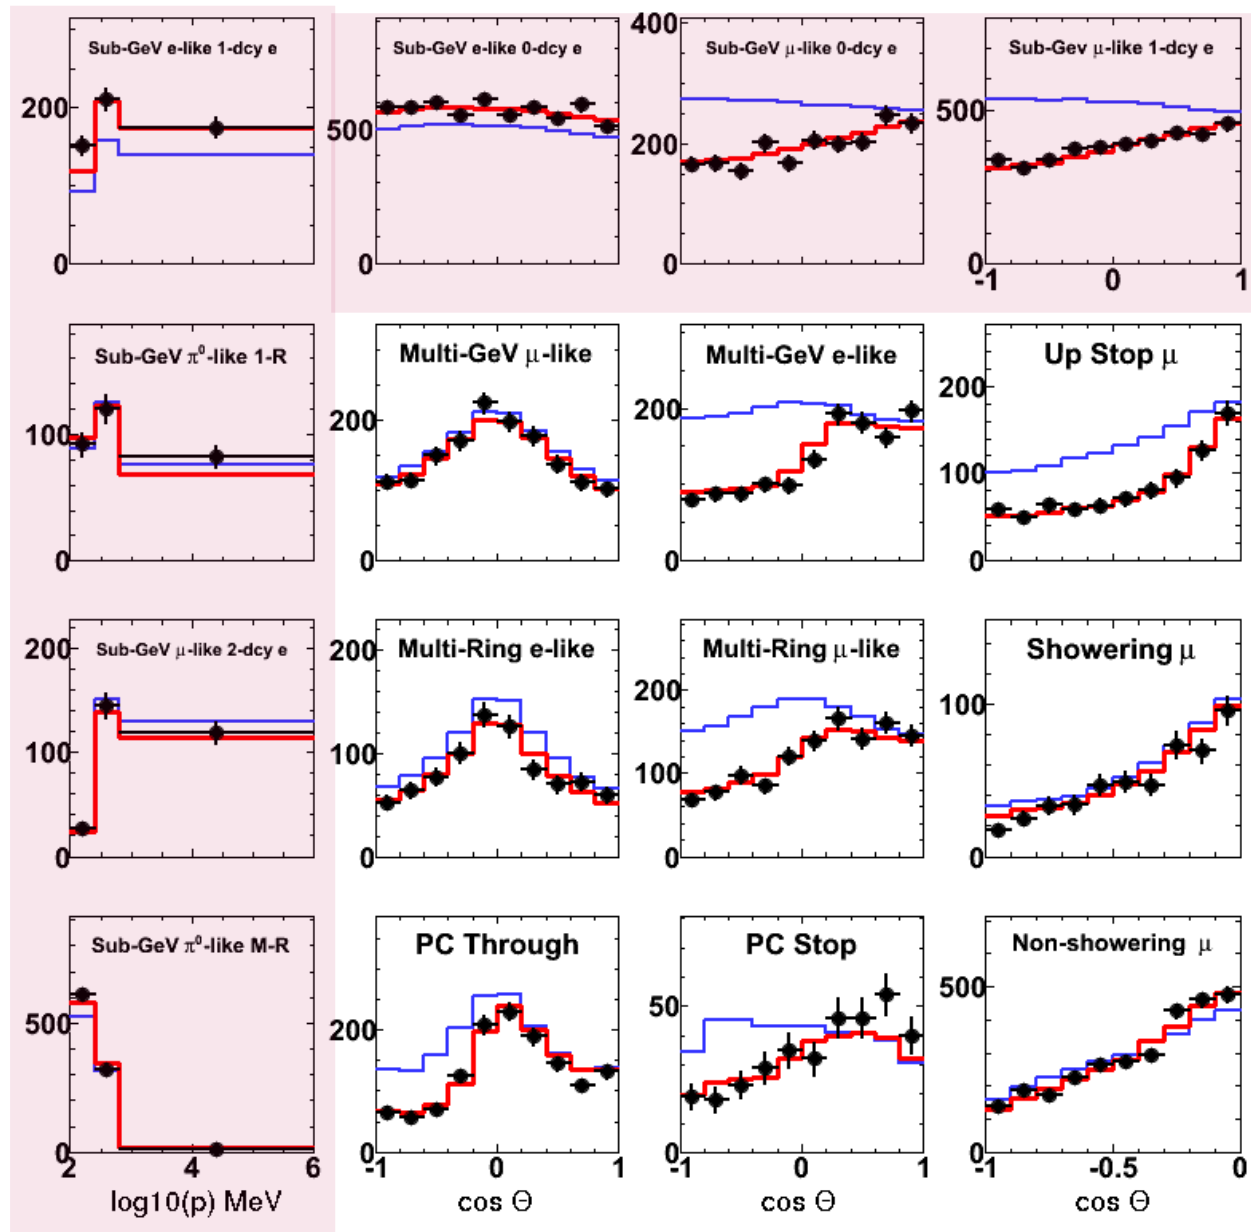 Sub-GeV e-like 1-dcy e
200
0
Sub-GeV e-like 0-dcy e
500
0
Sub-GeV μ-like 0-dcy e
400
200
0
Sub-Gev μ-like 1-dcy e
500
0
-1 0 1
Sub-GeV π⁰-like 1-R
100
0
Multi-GeV μ-like
200
0
Multi-GeV e-like
200
0
Up Stop μ
200
100
0
Sub-GeV μ-like 2-dcy e
200
100
0
Multi-Ring e-like
200
100
0
Multi-Ring μ-like
200
100
0
Showering μ
100
0
Sub-GeV π⁰-like M-R
500
0
2 4 6
log10(p) MeV
PC Through
200
0
-1 0 1
cos Θ
PC Stop
50
0
-1 0 1
cos Θ
Non-showering μ
500
0
-1 -0.5 0
cos Θ